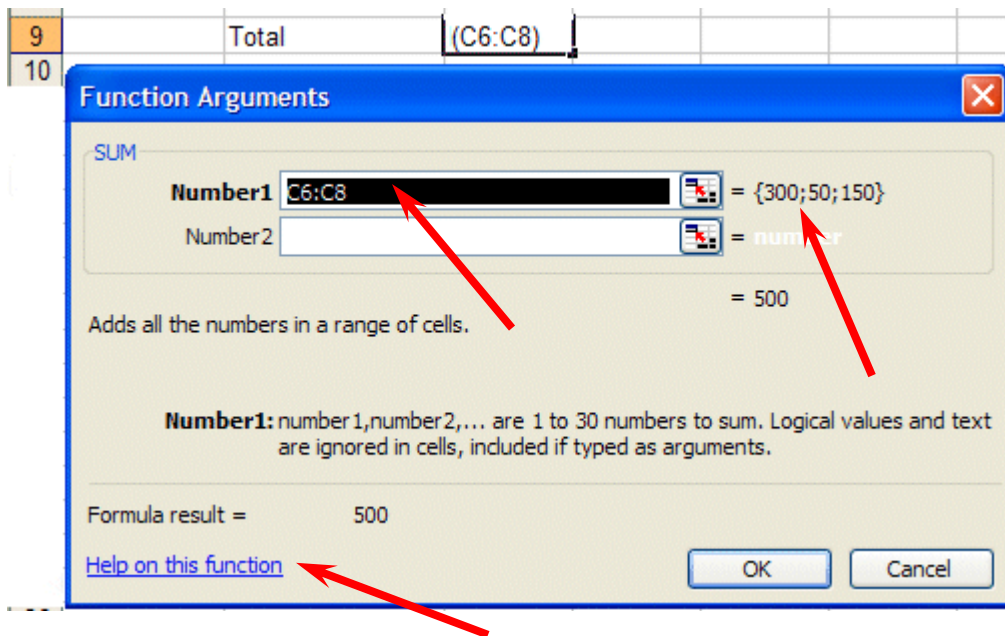 9 Total (C6:C8)
10
Function Arguments
SUM
Number1 C6:C8 = {300;50;150}
Number2 = number
= 500
Adds all the numbers in a range of cells.
Number1: number1,number2,... are 1 to 30 numbers to sum. Logical values and text
are ignored in cells, included if typed as arguments.
Formula result = 500
Help on this function OK Cancel